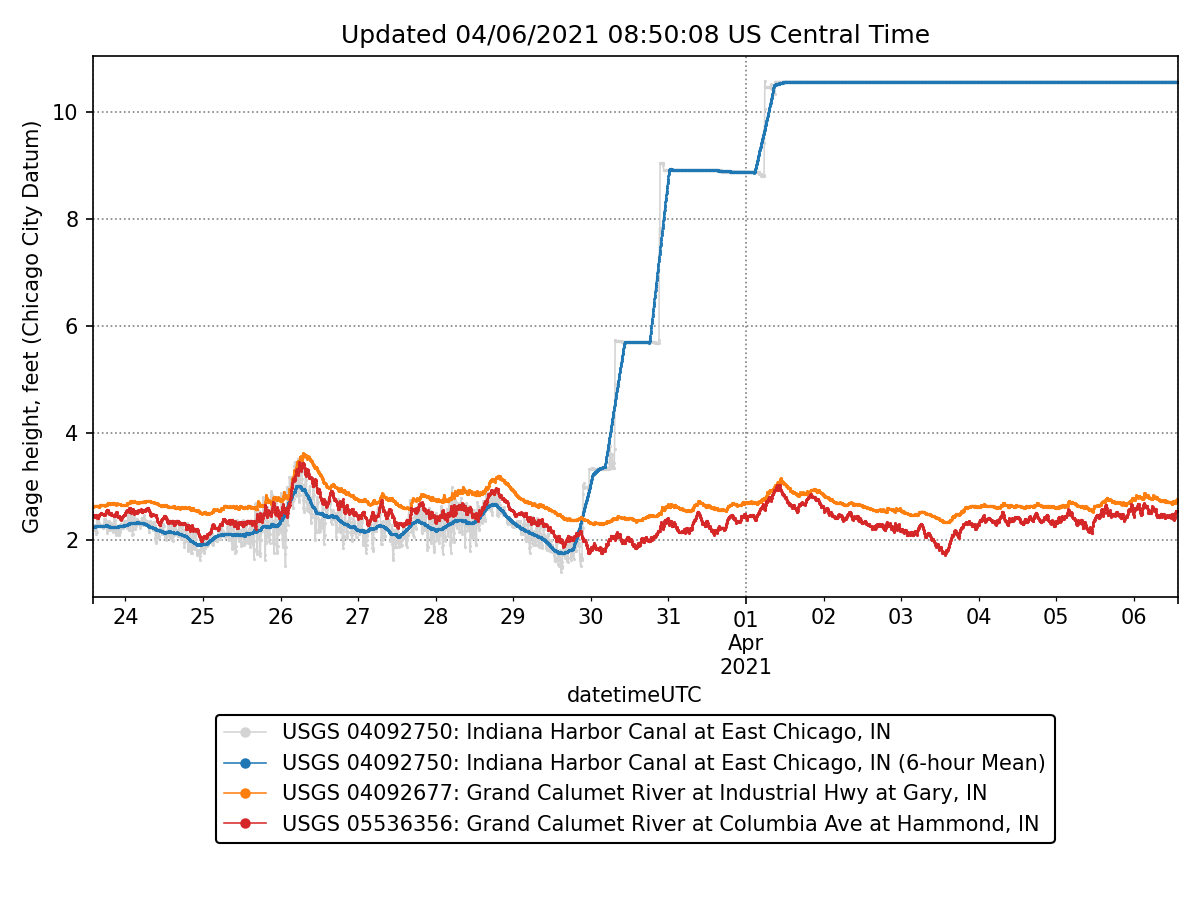 Updated 04/06/2021 08:50:08 US Central Time
Gage height, feet (Chicago City Datum)
10
8
6
4
2
24 25 26 27 28 29 30 31 01 02 03 04 05 06
Apr
2021
datetimeUTC
USGS 04092750: Indiana Harbor Canal at East Chicago, IN
USGS 04092750: Indiana Harbor Canal at East Chicago, IN (6-hour Mean)
USGS 04092677: Grand Calumet River at Industrial Hwy at Gary, IN
USGS 05536356: Grand Calumet River at Columbia Ave at Hammond, IN